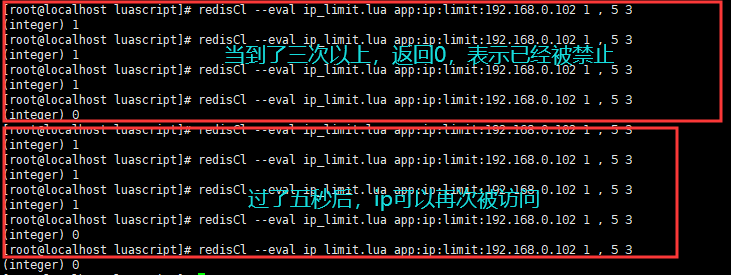 [root@localhost luascript]# redisCl --eval ip_limit.lua app:ip:limit:192.168.0.102 1 , 5 3
(integer) 1
[root@localhost luascript]# redisCl --eval ip_limit.lua app:ip:limit:192.168.0.102 1 , 5 3
(integer) 1
当到了三次以上，返回0，表示已经被禁止
[root@localhost luascript]# redisCl --eval ip_limit.lua app:ip:limit:192.168.0.102 1 , 5 3
(integer) 1
[root@localhost luascript]# redisCl --eval ip_limit.lua app:ip:limit:192.168.0.102 1 , 5 3
(integer) 0
[root@localhost luascript]# redisCl --eval ip_limit.lua app:ip:limit:192.168.0.102 1 , 5 3
(integer) 1
[root@localhost luascript]# redisCl --eval ip_limit.lua app:ip:limit:192.168.0.102 1 , 5 3
(integer) 1
[root@localhost luascript]# redisCl --eval ip_limit.lua app:ip:limit:192.168.0.102 1 , 5 3
过了五秒后，ip可以再次被访问
(integer) 1
[root@localhost luascript]# redisCl --eval ip_limit.lua app:ip:limit:192.168.0.102 1 , 5 3
(integer) 0
[root@localhost luascript]# redisCl --eval ip_limit.lua app:ip:limit:192.168.0.102 1 , 5 3
(integer) 0